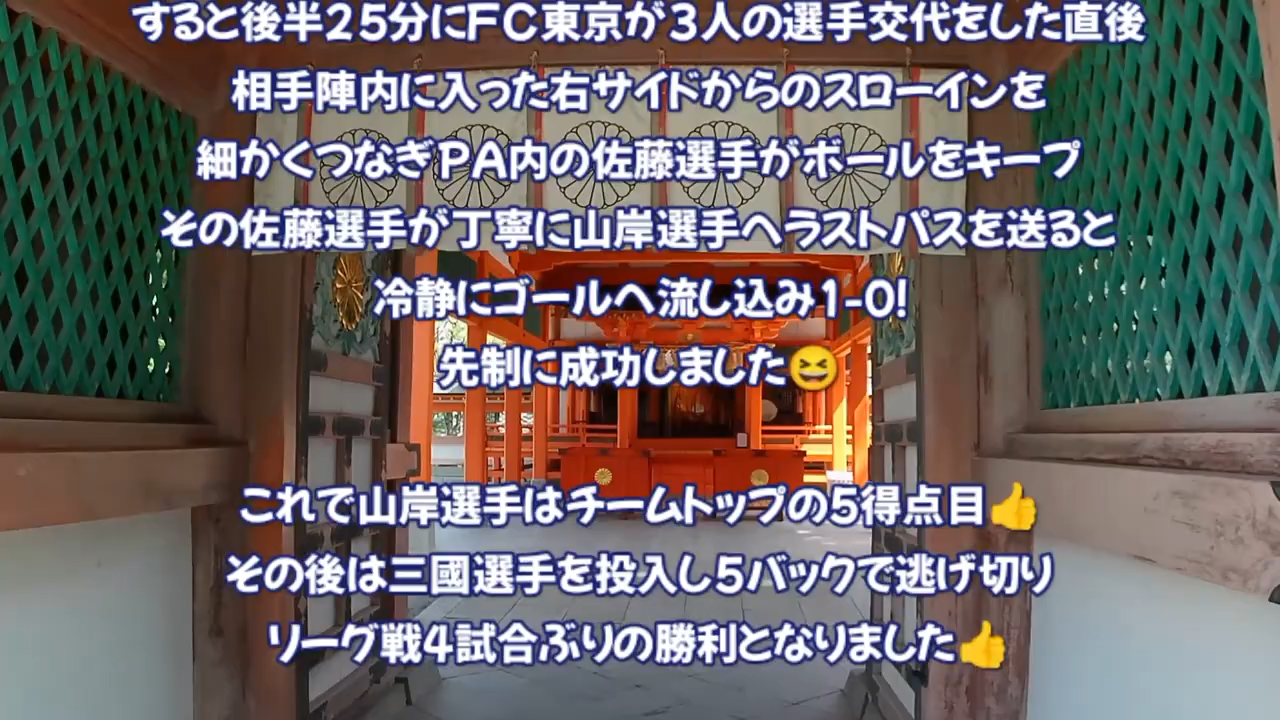 すると後半25分にFC東京が3人の選手交代をした直後
相手陣内に入った右サイドからのスローインを
細かくつなぎPA内の佐藤選手がボールをキープ
その佐藤選手が丁寧に山岸選手へラストパスを送ると
冷静にゴールへ流し込み1-0!
先制に成功しました😆
これで山岸選手はチームトップの5得点目👍
その後は三國選手を投入し5バックで逃げ切り
リーグ戦4試合ぶりの勝利となりました👍